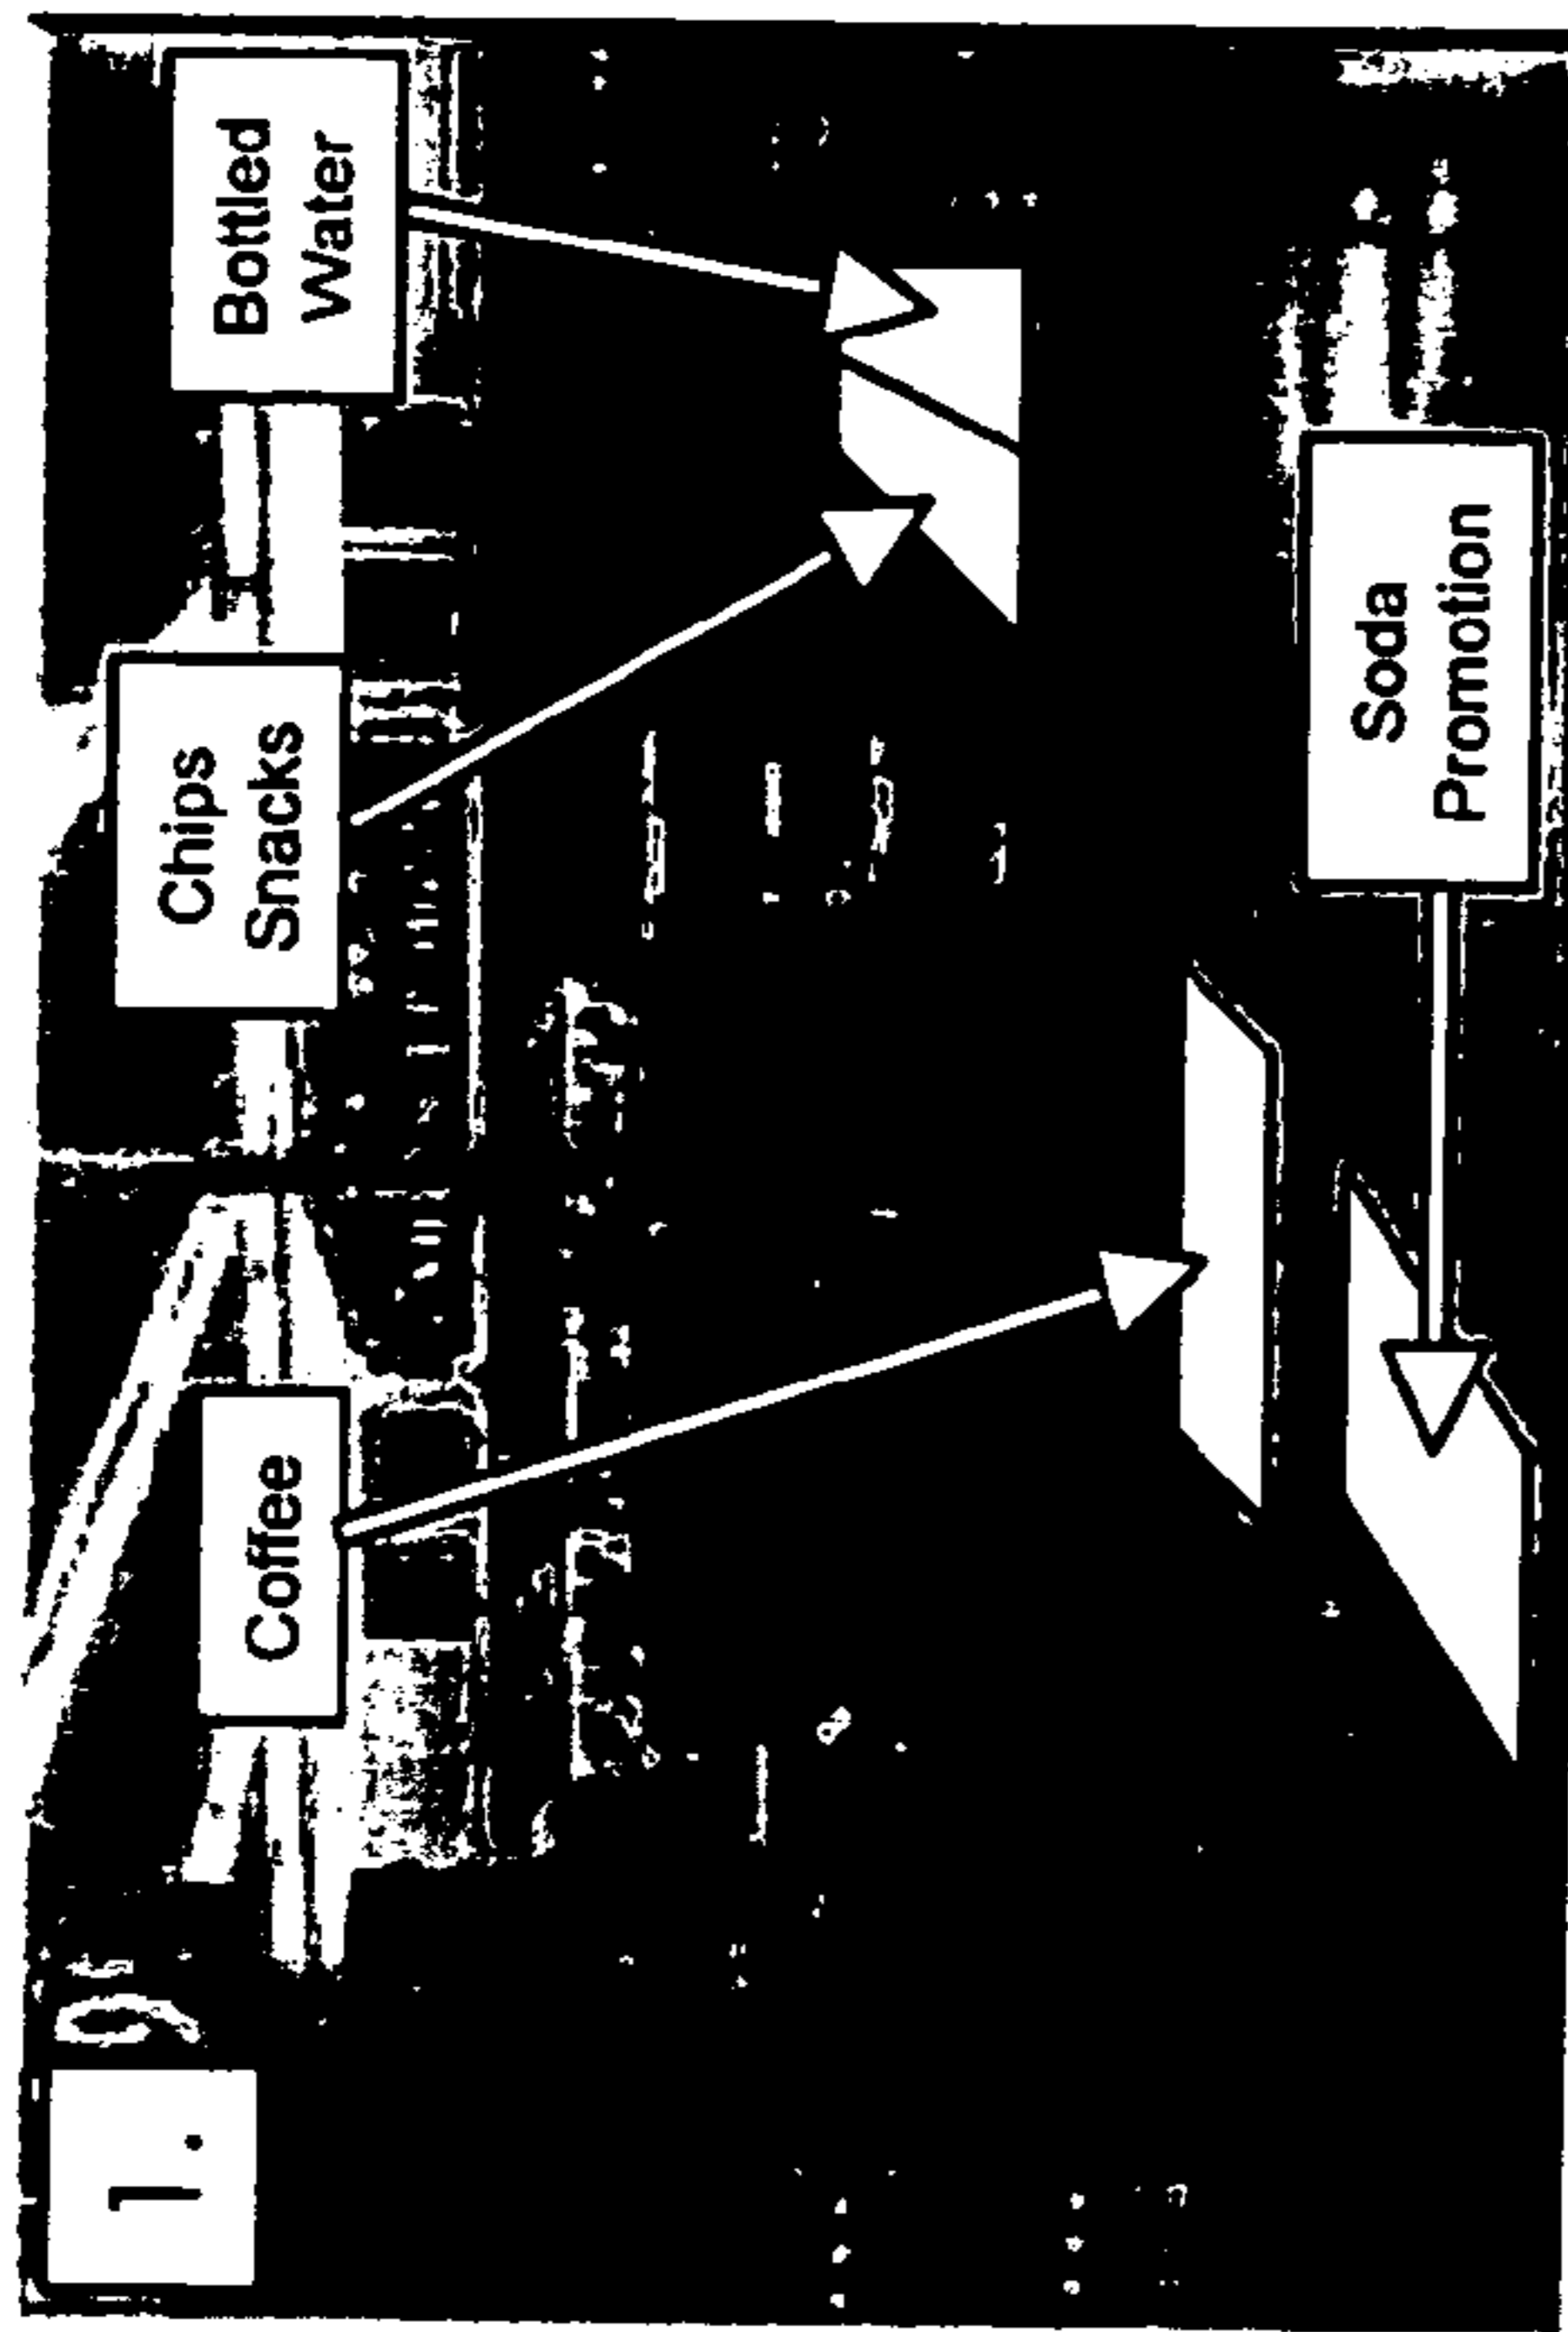 1.
Coffee
Chips
Snacks
Bottled
Water
Soda
Promotion